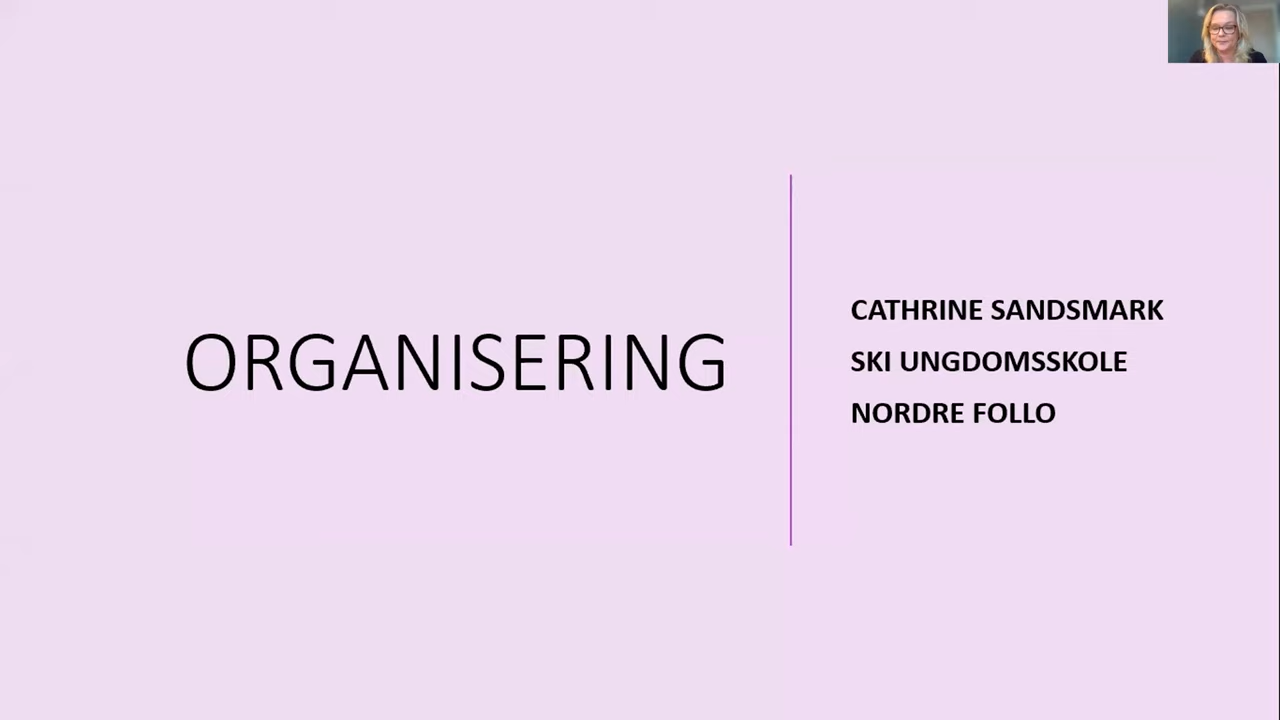 ORGANISERING
CATHRINE SANDSMARK
SKI UNGDOMSSKOLE
NORDRE FOLLO